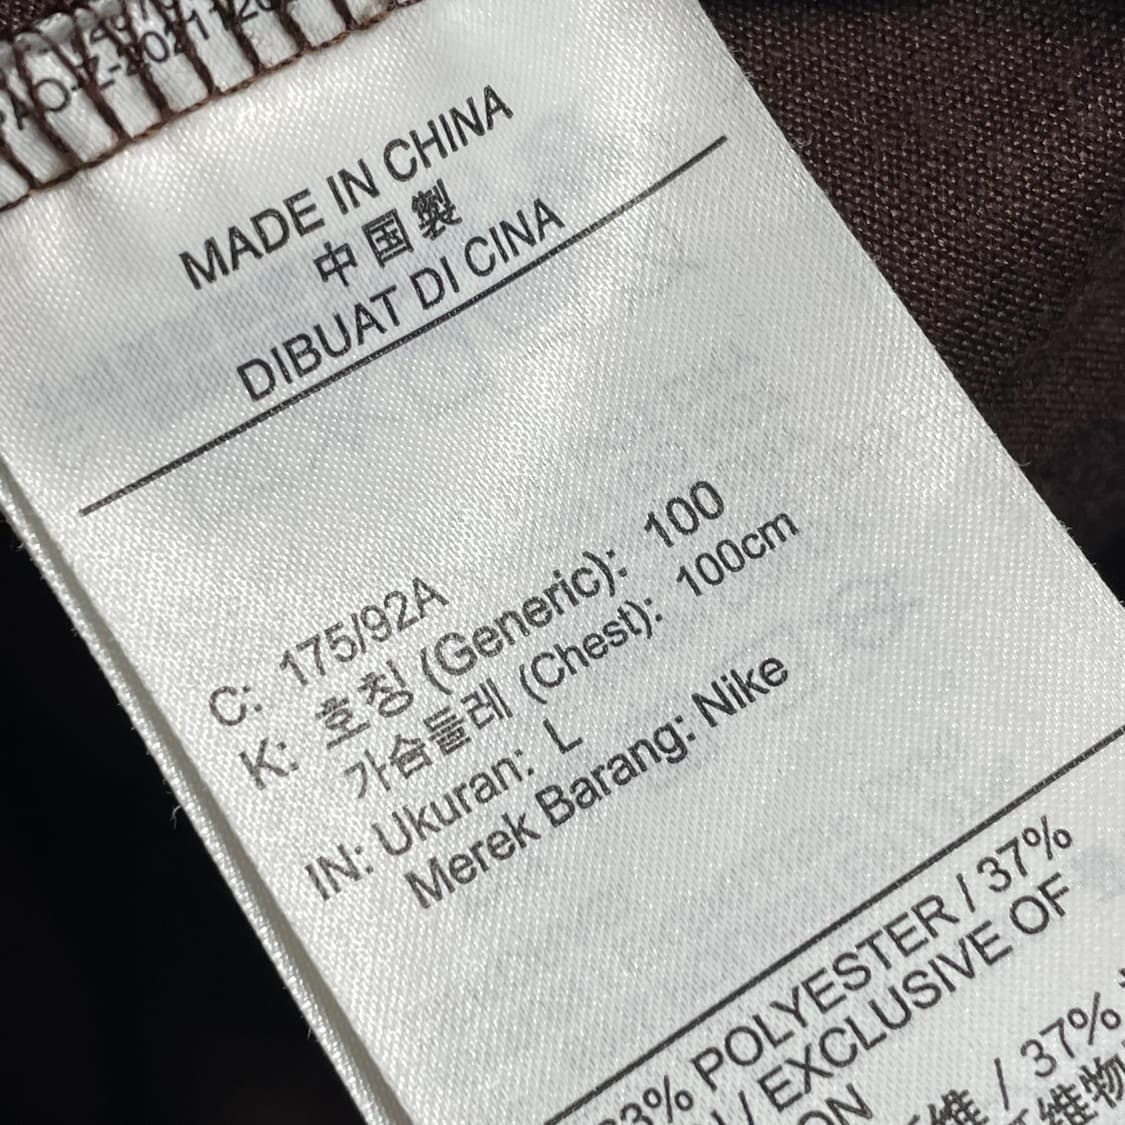 MADE IN CHINA
中国製
DIBUAT DI CINA
C: 175/92A
K: 호칭 (Generic): 100
가슴둘레 (Chest): 100cm
IN: Ukuran: L
Merek Barang: Nike
POLYESTER / 37%
/ EXCLUSIVE OF
/ 37%